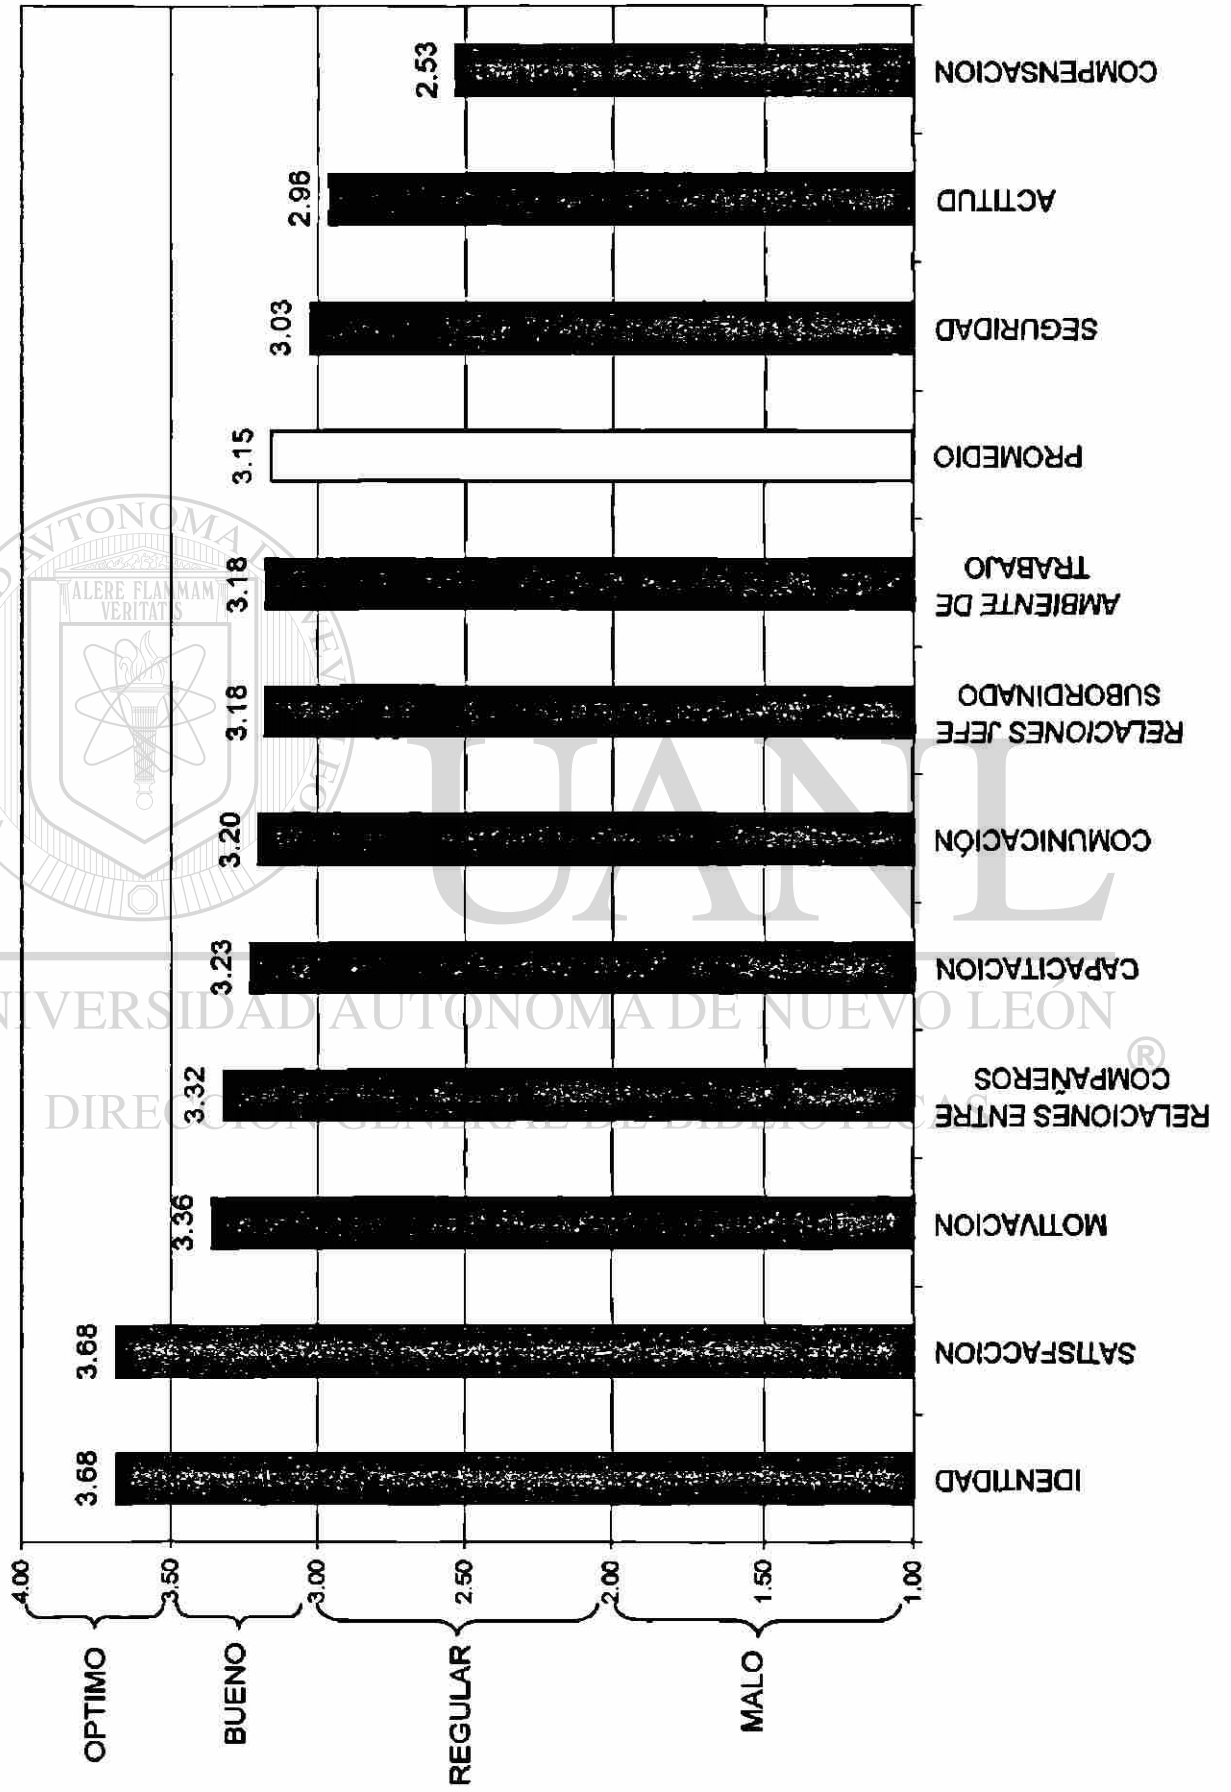 OPTIMO
BUENO
REGULAR
MALO
4.00
3.50
3.00
2.50
2.00
1.50
1.00
3.68
3.68
3.36
3.32
3.23
3.20
3.18
3.18
3.15
3.03
2.96
2.53
IDENTIDAD
SATISFACCION
MOTIVACION
RELACIONES ENTRE
COMPAÑEROS
CAPACITACION
COMUNICACIÓN
RELACIONES JEFE
SUBORDINADO
AMBIENTE DE
TRABAJO
PROMEDIO
SEGURIDAD
ACTITUD
COMPENSACION
ALERE FLAMMAM
VERITATIS
UANL
UNIVERSIDAD AUTÓNOMA DE NUEVO LEÓN
®
DIRECCIÓN GENERAL DE BIBLIOTECAS